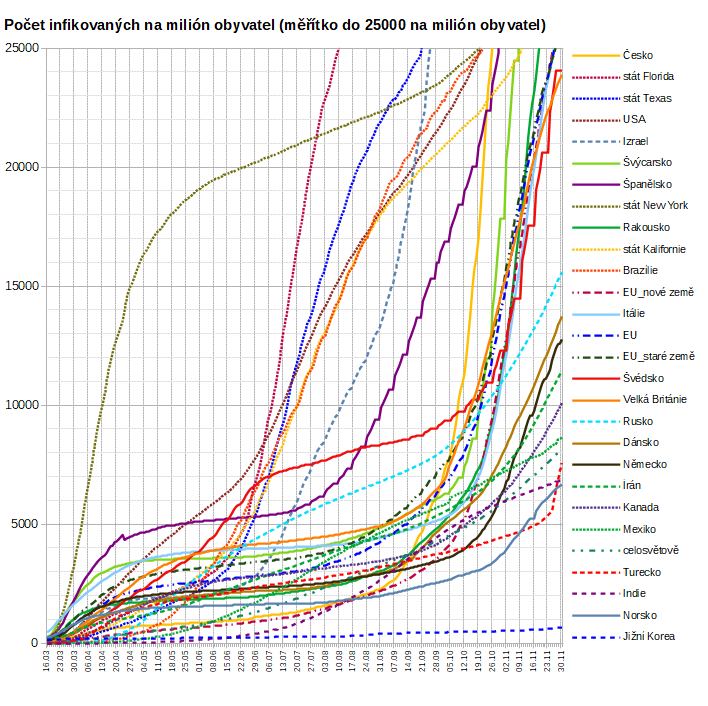 Počet infikovaných na milión obyvatel (měřítko do 25000 na milión obyvatel)
25000
20000
15000
10000
5000
0
16.03
23.03
30.03
06.04
13.04
20.04
27.04
04.05
11.05
18.05
25.05
01.06
08.06
15.06
22.06
29.06
06.07
13.07
20.07
27.07
03.08
10.08
17.08
24.08
31.08
07.09
14.09
21.09
28.09
05.10
12.10
19.10
26.10
02.11
09.11
16.11
23.11
30.11
Česko
stát Florida
stát Texas
USA
Izrael
Švýcarsko
Španělsko
stát New York
Rakousko
stát Kalifornie
Brazílie
EU_nové země
Itálie
EU
EU_staré země
Švédsko
Velká Británie
Rusko
Dánsko
Německo
Írán
Kanada
Mexiko
celosvětově
Turecko
Indie
Norsko
Jižní Korea